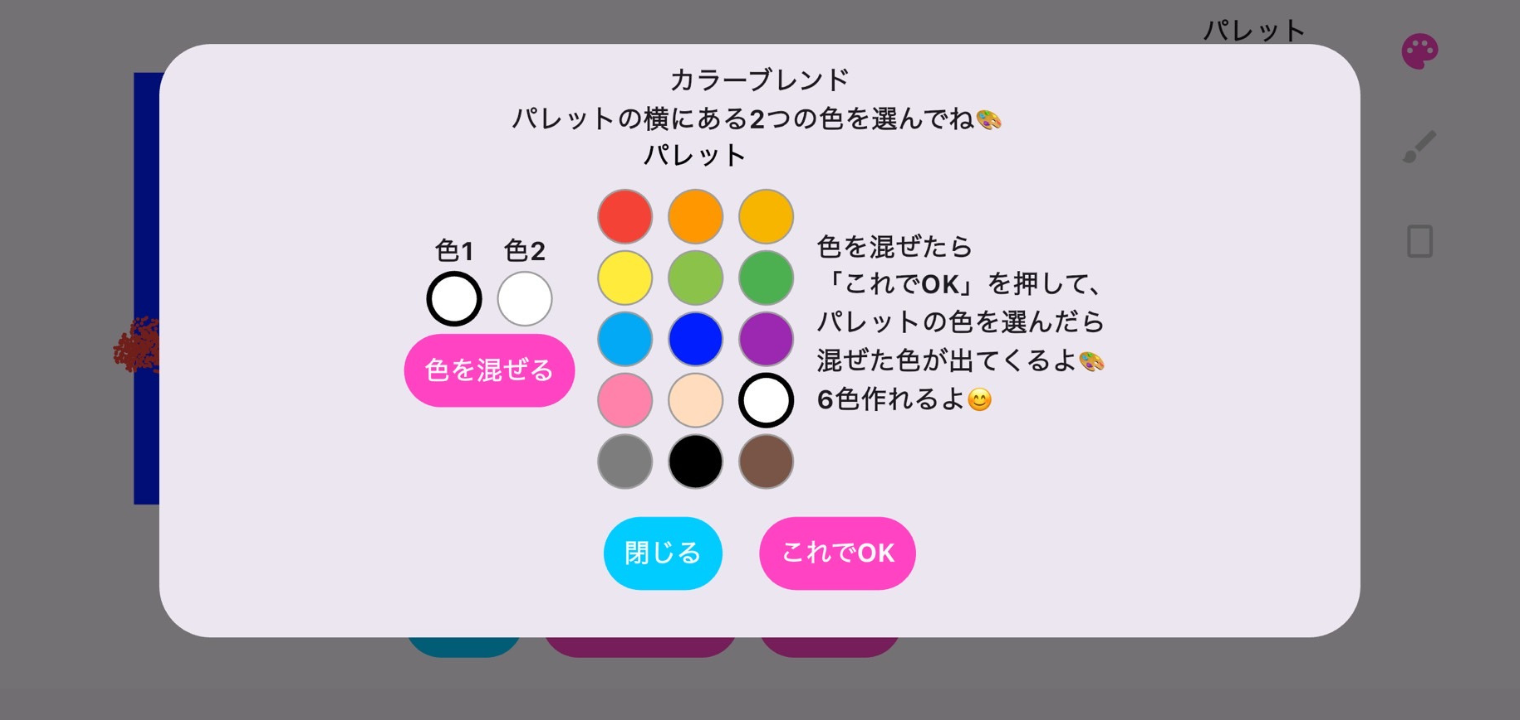 パレット
カラーブレンド
パレットの横にある2つの色を選んでね🎨
パレット
色1 色2
色を混ぜる
色を混ぜたら
「これでOK」を押して、
パレットの色を選んだら
混ぜた色が出てくるよ🎨
6色作れるよ😊
閉じる
これでOK